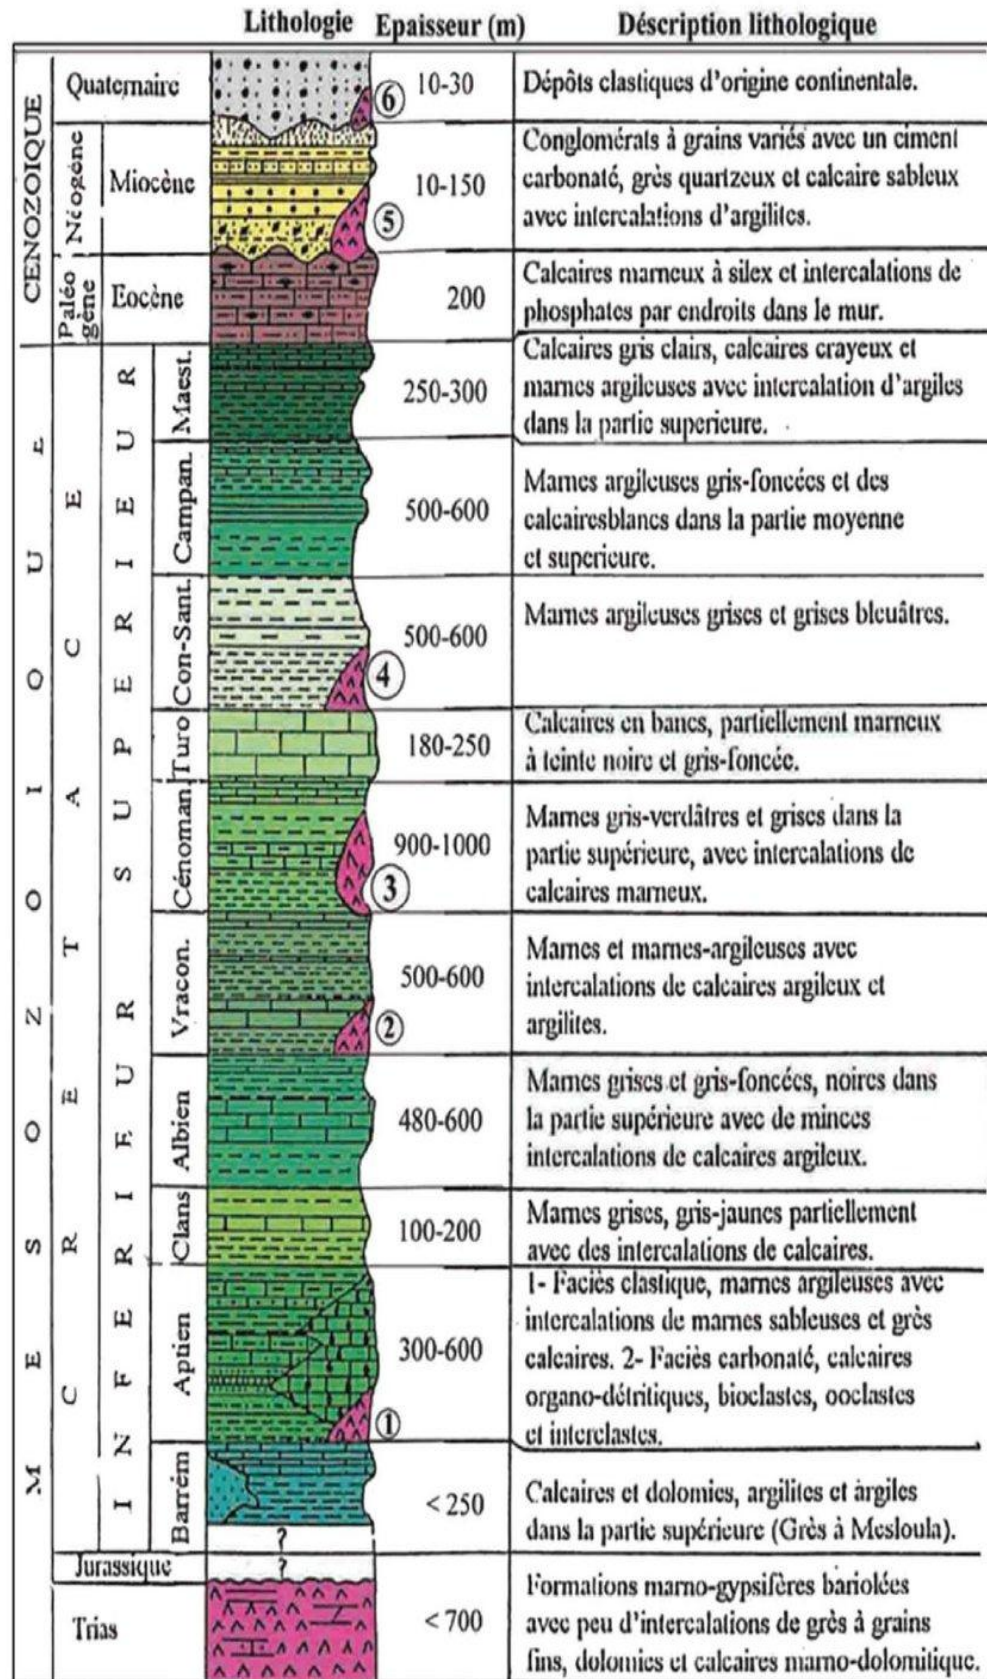 Lithologie Epaisseur (m) Déscription lithologique
CENOZOIQUE
Quaternaire
6
10-30
Dépôts clastiques d'origine continentale.
Néogéne
Miocène
5
10-150
Conglomérats à grains variés avec un ciment
carbonaté, grès quartzeux et calcaire sableux
avec intercalations d'argilites.
Paléo
gène
Eocène
200
Calcaires marneux à silex et intercalations de
phosphates par endroits dans le mur.
MESOZOIQUE
CRETACE
SUPERIEUR
Maest.
250-300
Calcaires gris clairs, calcaires crayeux et
marnes argileuses avec intercalation d'argiles
dans la partie superieure.
Campan.
500-600
Marnes argileuses gris-foncées et des
calcairesblancs dans la partie moyenne
et superieure.
Con-Sant.
4
500-600
Marnes argileuses grises et grises bleuâtres.
Turo
180-250
Calcaires en bancs, partiellement marneux
à teinte noire et gris-foncée.
Cénoman.
3
900-1000
Marnes gris-verdâtres et grises dans la
partie supérieure, avec intercalations de
calcaires marneux.
INFERIEUR
Vracon.
2
500-600
Marnes et marnes-argileuses avec
intercalations de calcaires argileux et
argilites.
Albien
480-600
Marnes grises et gris-foncées, noires dans
la partie supérieure avec de minces
intercalations de calcaires argileux.
Clans
100-200
Marnes grises, gris-jaunes partiellement
avec des intercalations de calcaires.
Aptien
1
300-600
1- Faciès clastique, marnes argileuses avec
intercalations de marnes sableuses et grès
calcaires. 2- Faciès carbonaté, calcaires
organo-détritiques, bioclastes, ooclastes
et interclastes.
Barrém
< 250
Calcaires et dolomies, argilites et argiles
dans la partie supérieure (Grès à Mesloula).
?
Jurassique
?
Trias
< 700
Formations marno-gypsifères bariolées
avec peu d'intercalations de grès à grains
fins, dolomies et calcaires marno-dolomitique.